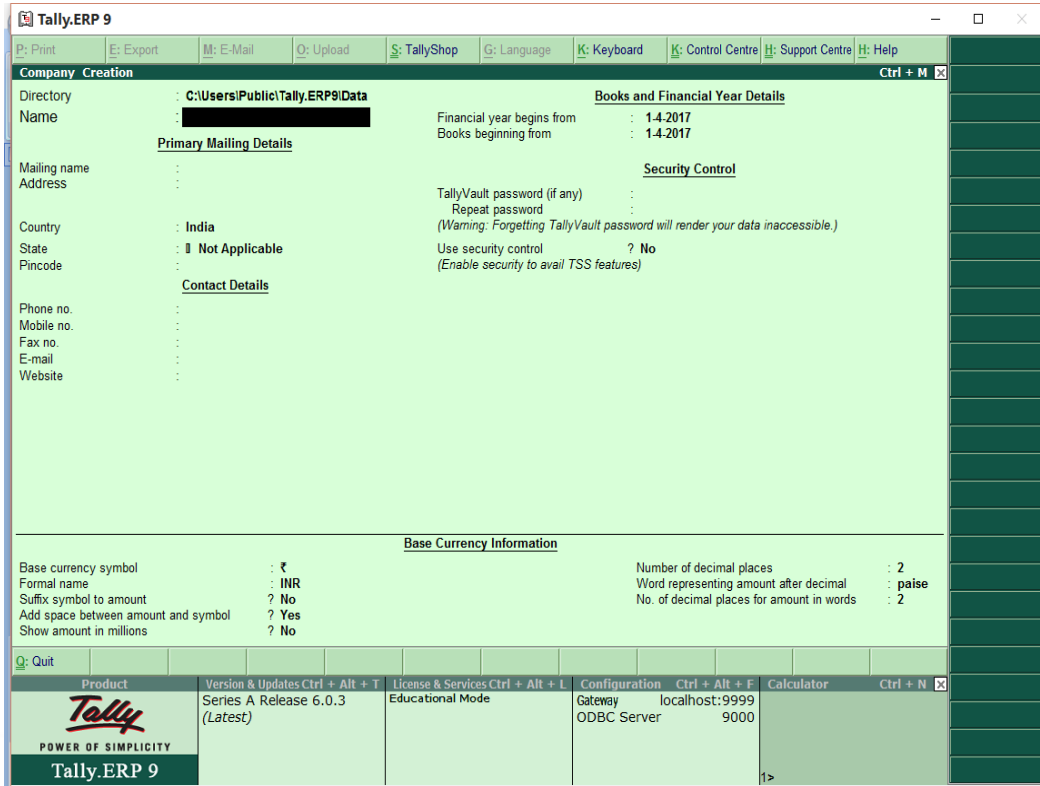 Tally.ERP 9
P: Print E: Export M: E-Mail O: Upload S: TallyShop G: Language K: Keyboard K: Control Centre H: Support Centre H: Help
Company Creation Ctrl + M
Directory : C:\Users\Public\Tally.ERP9\Data
Name :
Primary Mailing Details
Mailing name :
Address :
Country : India
State : Not Applicable
Pincode :
Contact Details
Phone no. :
Mobile no. :
Fax no. :
E-mail :
Website :
Books and Financial Year Details
Financial year begins from : 1-4-2017
Books beginning from : 1-4-2017
Security Control
TallyVault password (if any) :
Repeat password :
(Warning: Forgetting TallyVault password will render your data inaccessible.)
Use security control ? No
(Enable security to avail TSS features)
Base Currency Information
Base currency symbol : ₹
Formal name : INR
Suffix symbol to amount ? No
Add space between amount and symbol ? Yes
Show amount in millions ? No
Number of decimal places : 2
Word representing amount after decimal : paise
No. of decimal places for amount in words : 2
Q: Quit
Product
Tally
POWER OF SIMPLICITY
Tally.ERP 9
Version & Updates Ctrl + Alt + T
Series A Release 6.0.3
(Latest)
License & Services Ctrl + Alt + L
Educational Mode
Configuration Ctrl + Alt + F
Gateway localhost:9999
ODBC Server 9000
Calculator Ctrl + N
1>